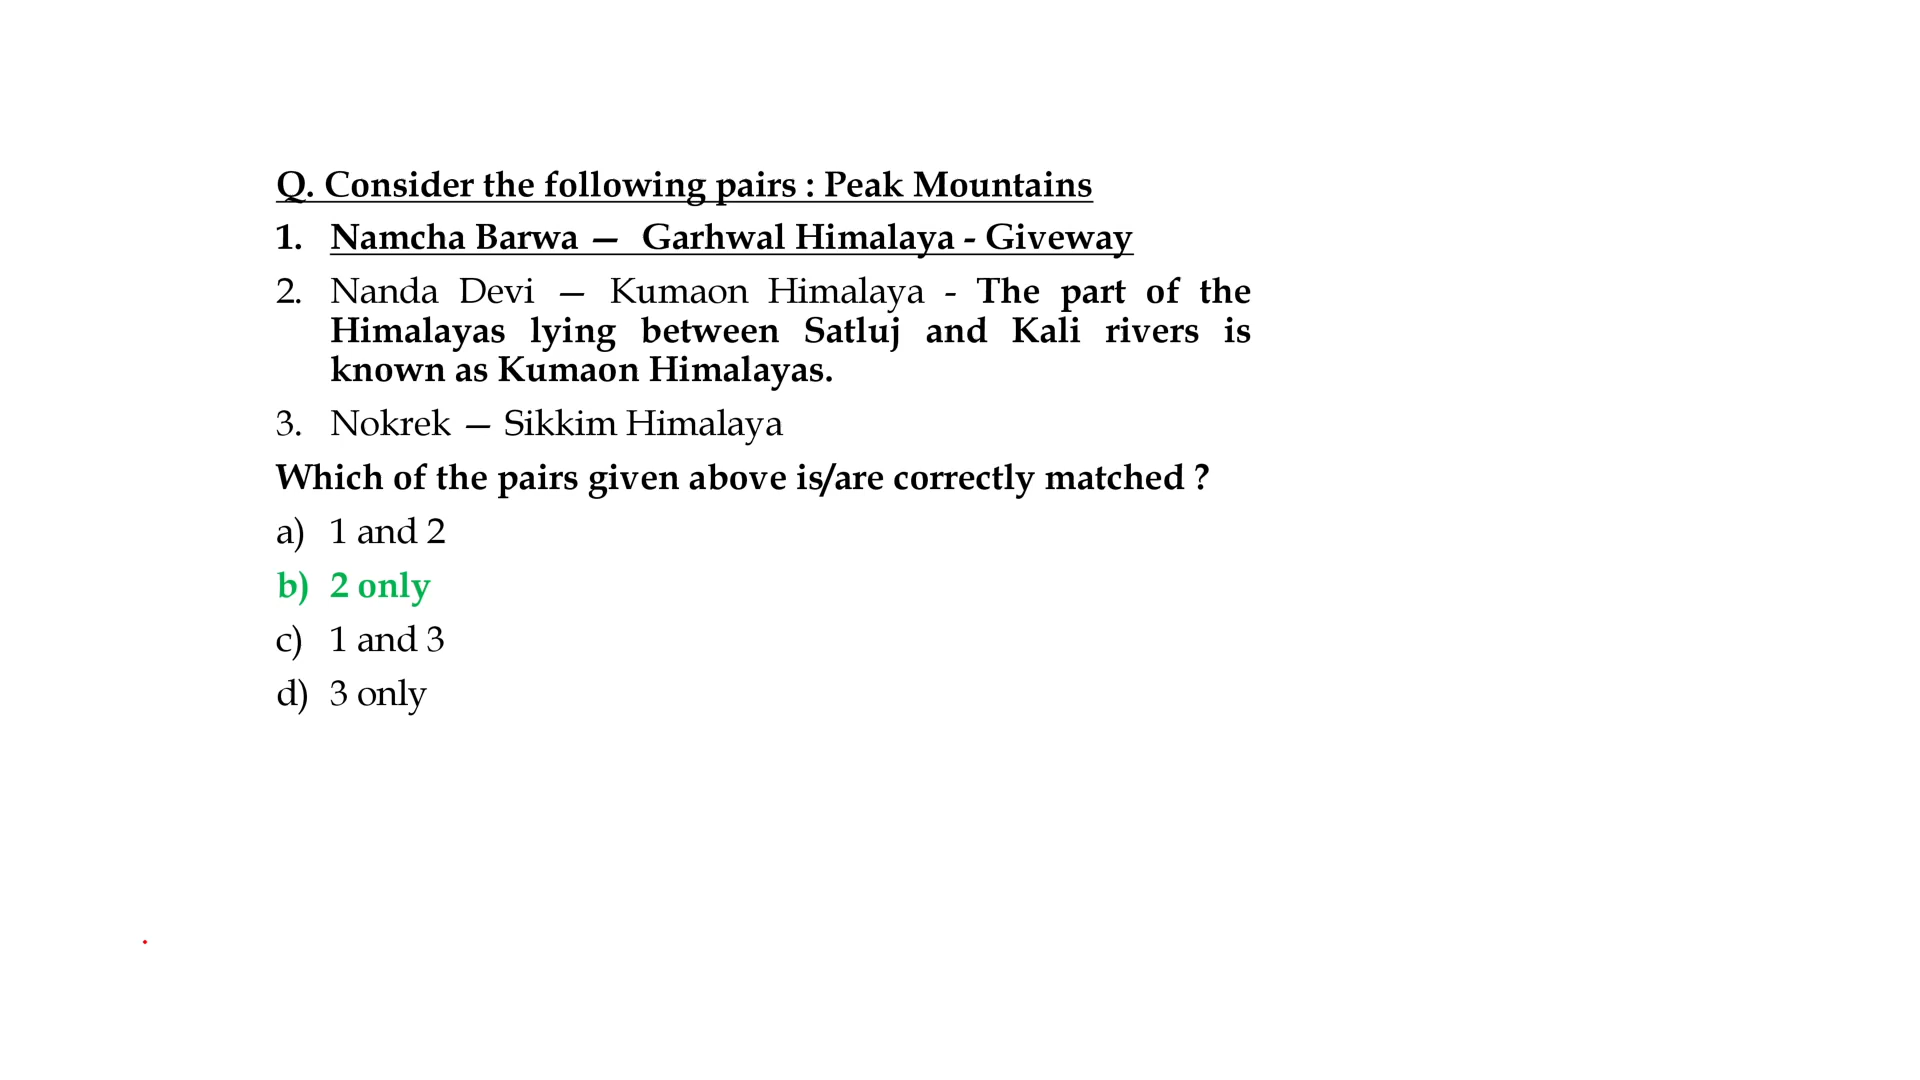 Q. Consider the following pairs : Peak Mountains
1. Namcha Barwa — Garhwal Himalaya - Giveway
2. Nanda Devi — Kumaon Himalaya - The part of the
Himalayas lying between Satluj and Kali rivers is
known as Kumaon Himalayas.
3. Nokrek — Sikkim Himalaya
Which of the pairs given above is/are correctly matched ?
a) 1 and 2
b) 2 only
c) 1 and 3
d) 3 only